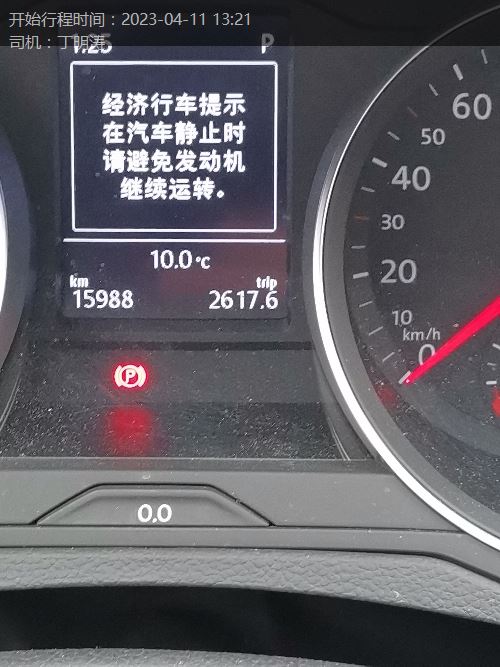 开始行程时间：2023-04-11 13:21
司机：丁明涛
1:25 P
经济行车提示
在汽车静止时
请避免发动机
继续运转。
10.0℃
km trip
15988 2617.6
60
50
40
30
20
10
km/h
0
P
0.0